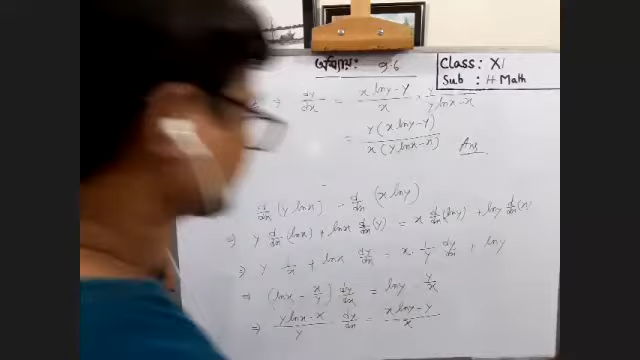 অধ্যায়: 9.6
Class: XI
Sub : H Math
⇒ dy/dx = (x lny - y)/x × y/(y lnx - x)
= y(x lny - y)/x(y lnx - x) Ans
d/dx (y lnx) = d/dx (x lny)
⇒ y d/dx (lnx) + lnx d/dx (y) = x d/dx (lny) + lny d/dx (x)
⇒ y 1/x + lnx dy/dx = x · 1/y dy/dx + lny
⇒ (lnx - x/y) dy/dx = lny - y/x
⇒ (y lnx - x)/y dy/dx = (x lny - y)/x